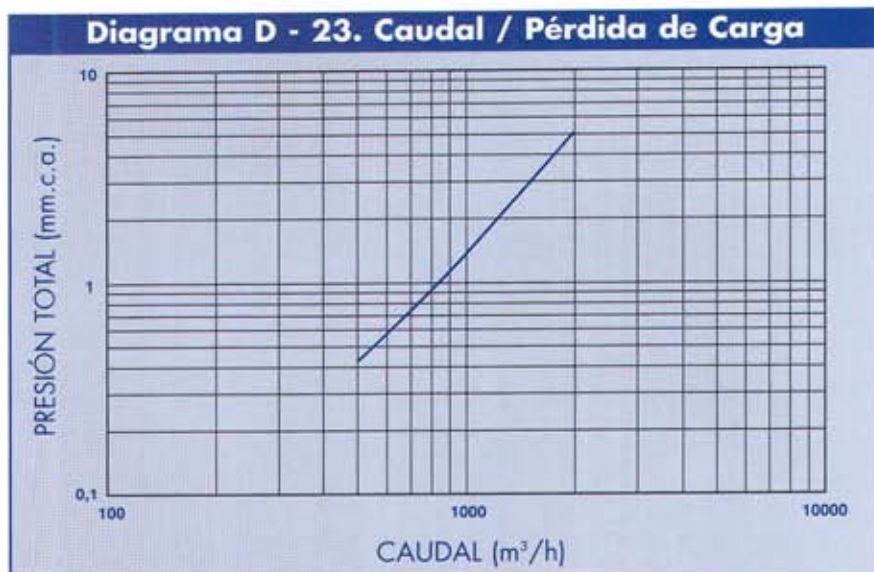 Diagrama D - 23. Caudal / Pérdida de Carga
10
1
0,1
PRESIÓN TOTAL (mm.c.a.)
100
1000
10000
CAUDAL (m³/h)